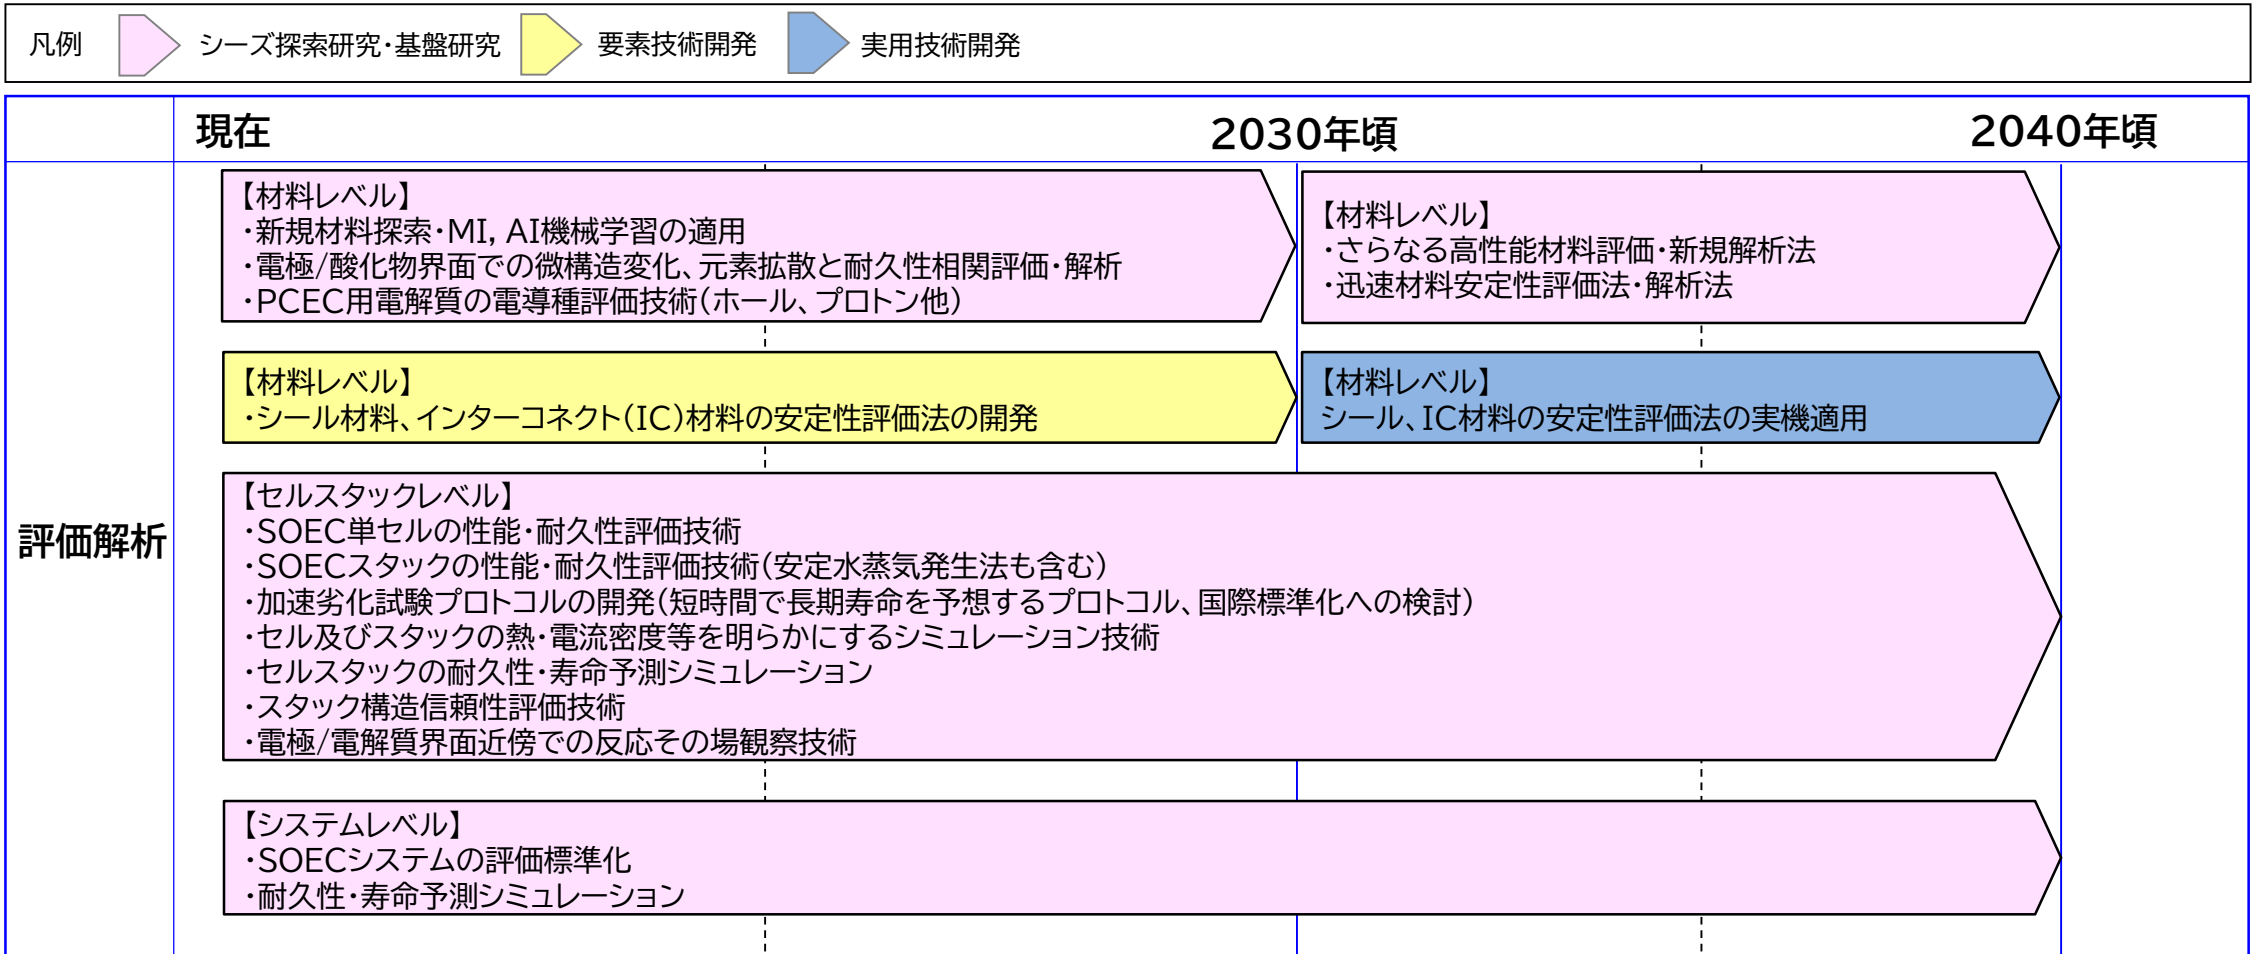 凡例 シーズ探索研究・基盤研究 要素技術開発 実用技術開発
現在 2030年頃 2040年頃
評価解析
【材料レベル】
・新規材料探索・MI, AI機械学習の適用
・電極/酸化物界面での微構造変化、元素拡散と耐久性相関評価・解析
・PCEC用電解質の電導種評価技術（ホール、プロトン他）
【材料レベル】
・さらなる高性能材料評価・新規解析法
・迅速材料安定性評価法・解析法
【材料レベル】
・シール材料、インターコネクト（IC）材料の安定性評価法の開発
【材料レベル】
シール、IC材料の安定性評価法の実機適用
【セルスタックレベル】
・SOEC単セルの性能・耐久性評価技術
・SOECスタックの性能・耐久性評価技術（安定水蒸気発生法も含む）
・加速劣化試験プロトコルの開発（短時間で長期寿命を予想するプロトコル、国際標準化への検討）
・セル及びスタックの熱・電流密度等を明らかにするシミュレーション技術
・セルスタックの耐久性・寿命予測シミュレーション
・スタック構造信頼性評価技術
・電極/電解質界面近傍での反応その場観察技術
【システムレベル】
・SOECシステムの評価標準化
・耐久性・寿命予測シミュレーション